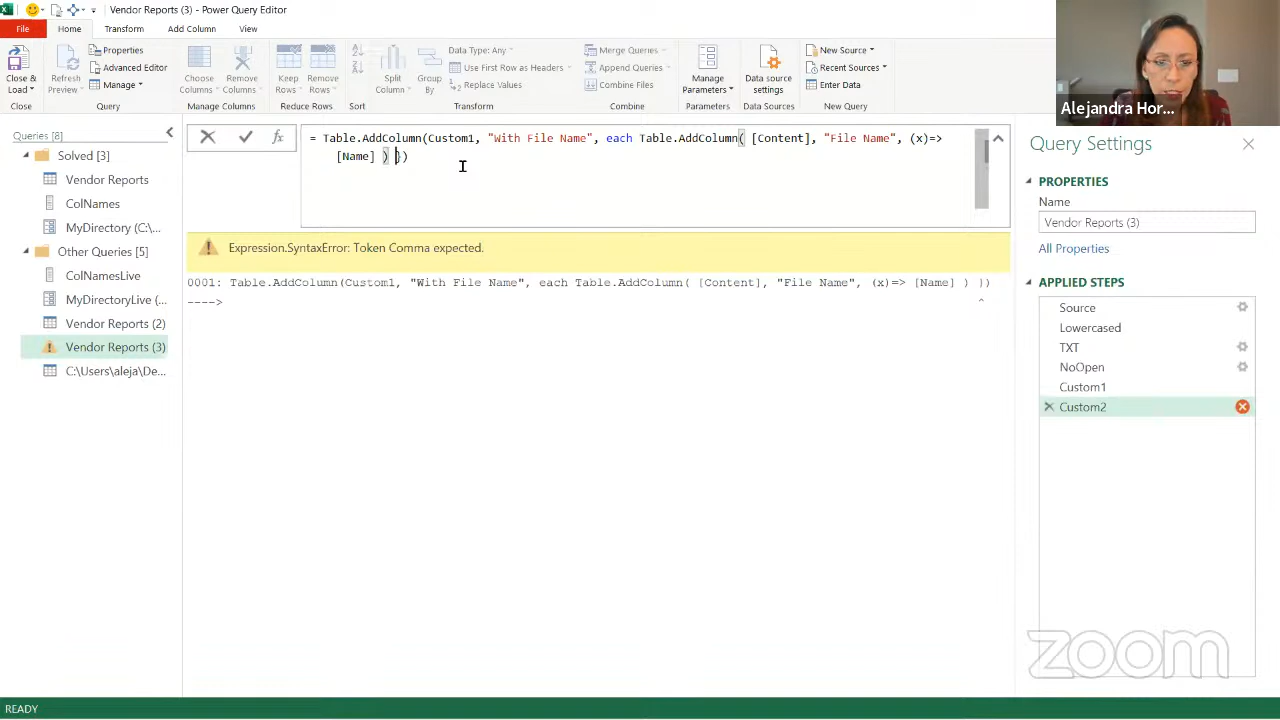 Vendor Reports (3) - Power Query Editor
File
Home
Transform
Add Column
View
Close & Load
Refresh Preview
Properties
Advanced Editor
Manage
Choose Columns
Remove Columns
Keep Rows
Remove Rows
Split Column
Group By
Data Type: Any
Use First Row as Headers
Replace Values
Merge Queries
Append Queries
Combine Files
Manage Parameters
Data source settings
New Source
Recent Sources
Enter Data
Close
Query
Manage Columns
Reduce Rows
Sort
Transform
Combine
Parameters
Data Sources
New Query
Alejandra Hor...
Queries [8]
Solved [3]
Vendor Reports
ColNames
MyDirectory (C:\...
Other Queries [5]
ColNamesLive
MyDirectoryLive (...
Vendor Reports (2)
Vendor Reports (3)
C:\Users\aleja\De...
fx
= Table.AddColumn(Custom1, "With File Name", each Table.AddColumn( [Content], "File Name", (x)=>
[Name] ) })
Expression.SyntaxError: Token Comma expected.
0001: Table.AddColumn(Custom1, "With File Name", each Table.AddColumn( [Content], "File Name", (x)=> [Name] ) })
----> ^
Query Settings
PROPERTIES
Name
Vendor Reports (3)
All Properties
APPLIED STEPS
Source
Lowercased
TXT
NoOpen
Custom1
Custom2
zoom
READY